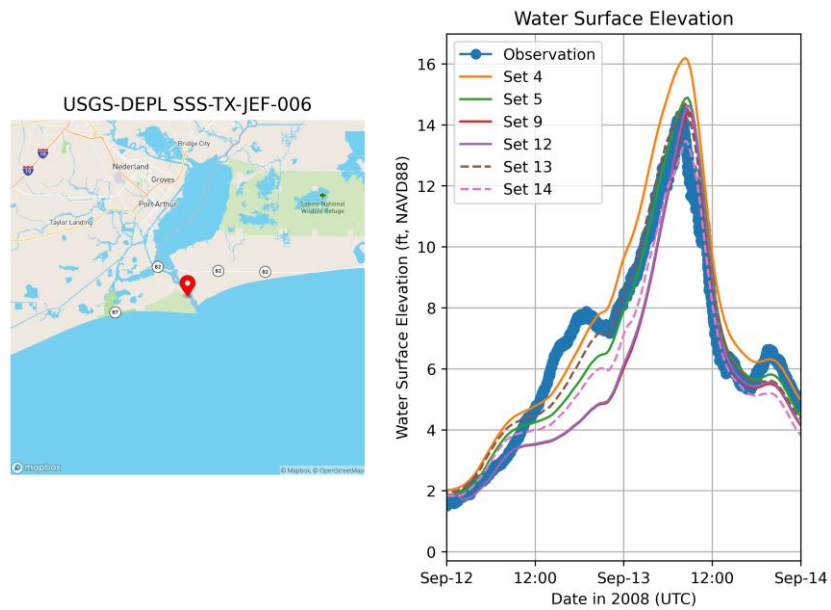 USGS-DEPL SSS-TX-JEF-006
Bridge City
10
Nederland
Groves
10
Port Arthur
Sabine National
Wildlife Refuge
Taylor Landing
82
82
82
87
mapbox
© Mapbox, © OpenStreetMap
Water Surface Elevation
Observation
Set 4
Set 5
Set 9
Set 12
Set 13
Set 14
Water Surface Elevation (ft, NAVD88)
16
14
12
10
8
6
4
2
0
Sep-12
12:00
Sep-13
12:00
Sep-14
Date in 2008 (UTC)